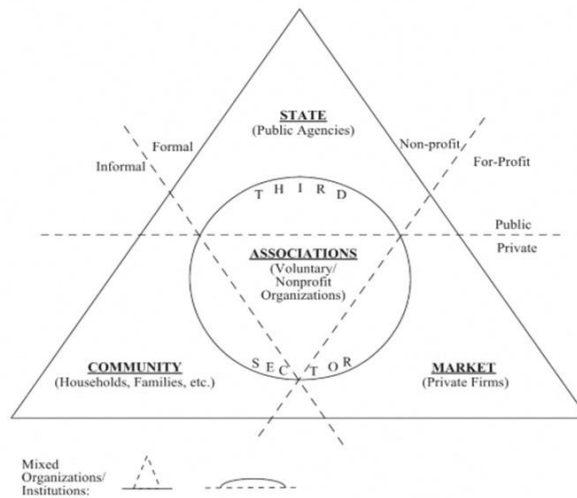 STATE
(Public Agencies)
Formal
Informal
Non-profit
For-Profit
THIRD
Public
Private
ASSOCIATIONS
(Voluntary/
Nonprofit
Organizations)
SECTOR
COMMUNITY
(Households, Families, etc.)
MARKET
(Private Firms)
Mixed
Organizations/
Institutions: